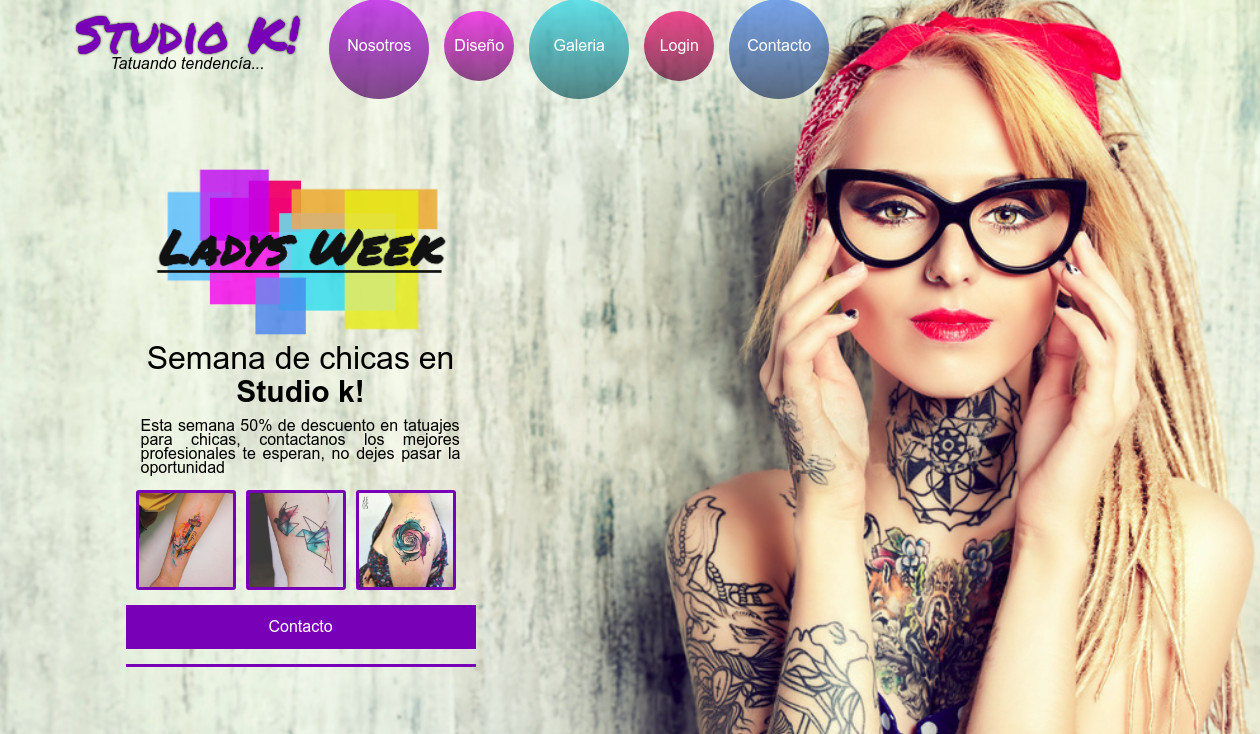 STUDIO K!
Tatuando tendencía...
Nosotros
Diseño
Galeria
Login
Contacto
LADYS WEEK
Semana de chicas en
Studio k!
Esta semana 50% de descuento en tatuajes
para chicas, contactanos los mejores
profesionales te esperan, no dejes pasar la
oportunidad
Contacto